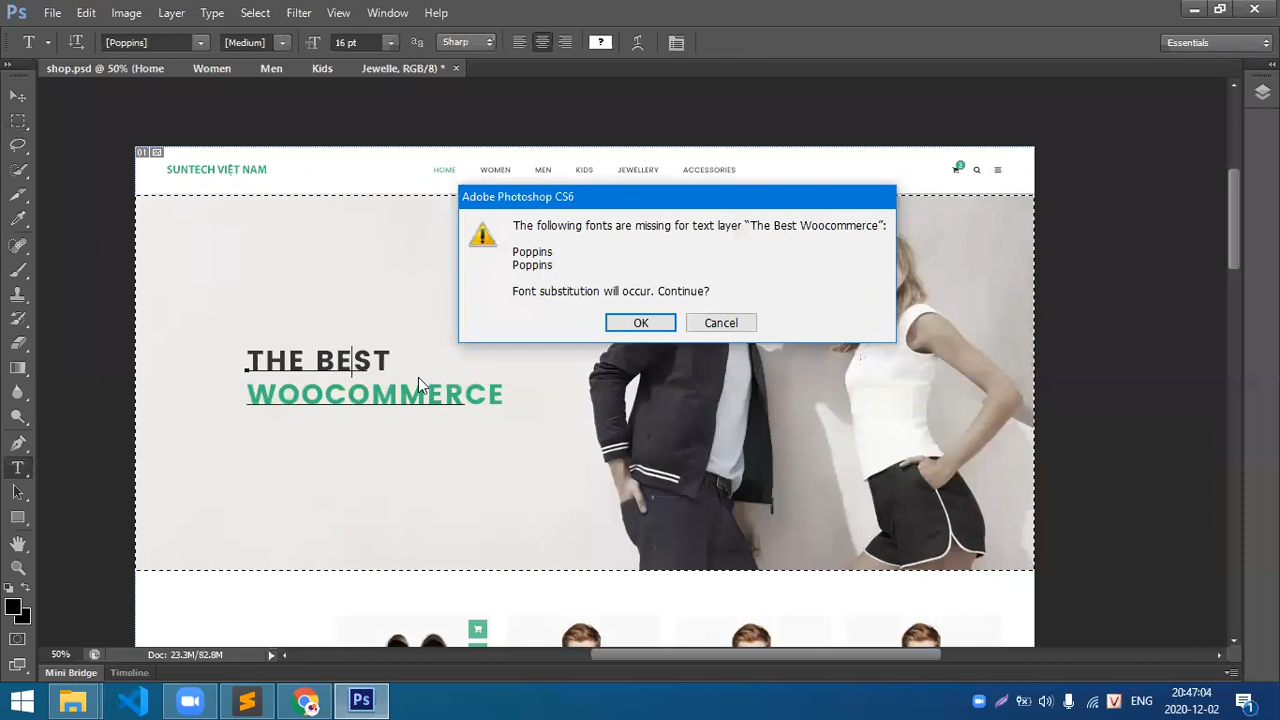 Ps File Edit Image Layer Type Select Filter View Window Help
T [Poppins] [Medium] 16 pt Sharp ? Essentials
shop.psd @ 50% (Home Women Men Kids Jewelle, RGB/8) * ×
01
SUNTECH VIỆT NAM HOME WOMEN MEN KIDS JEWELLERY ACCESSORIES 3
Adobe Photoshop CS6
The following fonts are missing for text layer “The Best Woocommerce”:
Poppins
Poppins
Font substitution will occur. Continue?
OK Cancel
THE BEST
WOOCOMMERCE
50% Doc: 23.3M/82.8M
Mini Bridge Timeline
Ps V ENG 20:47:04
2020-12-02 1